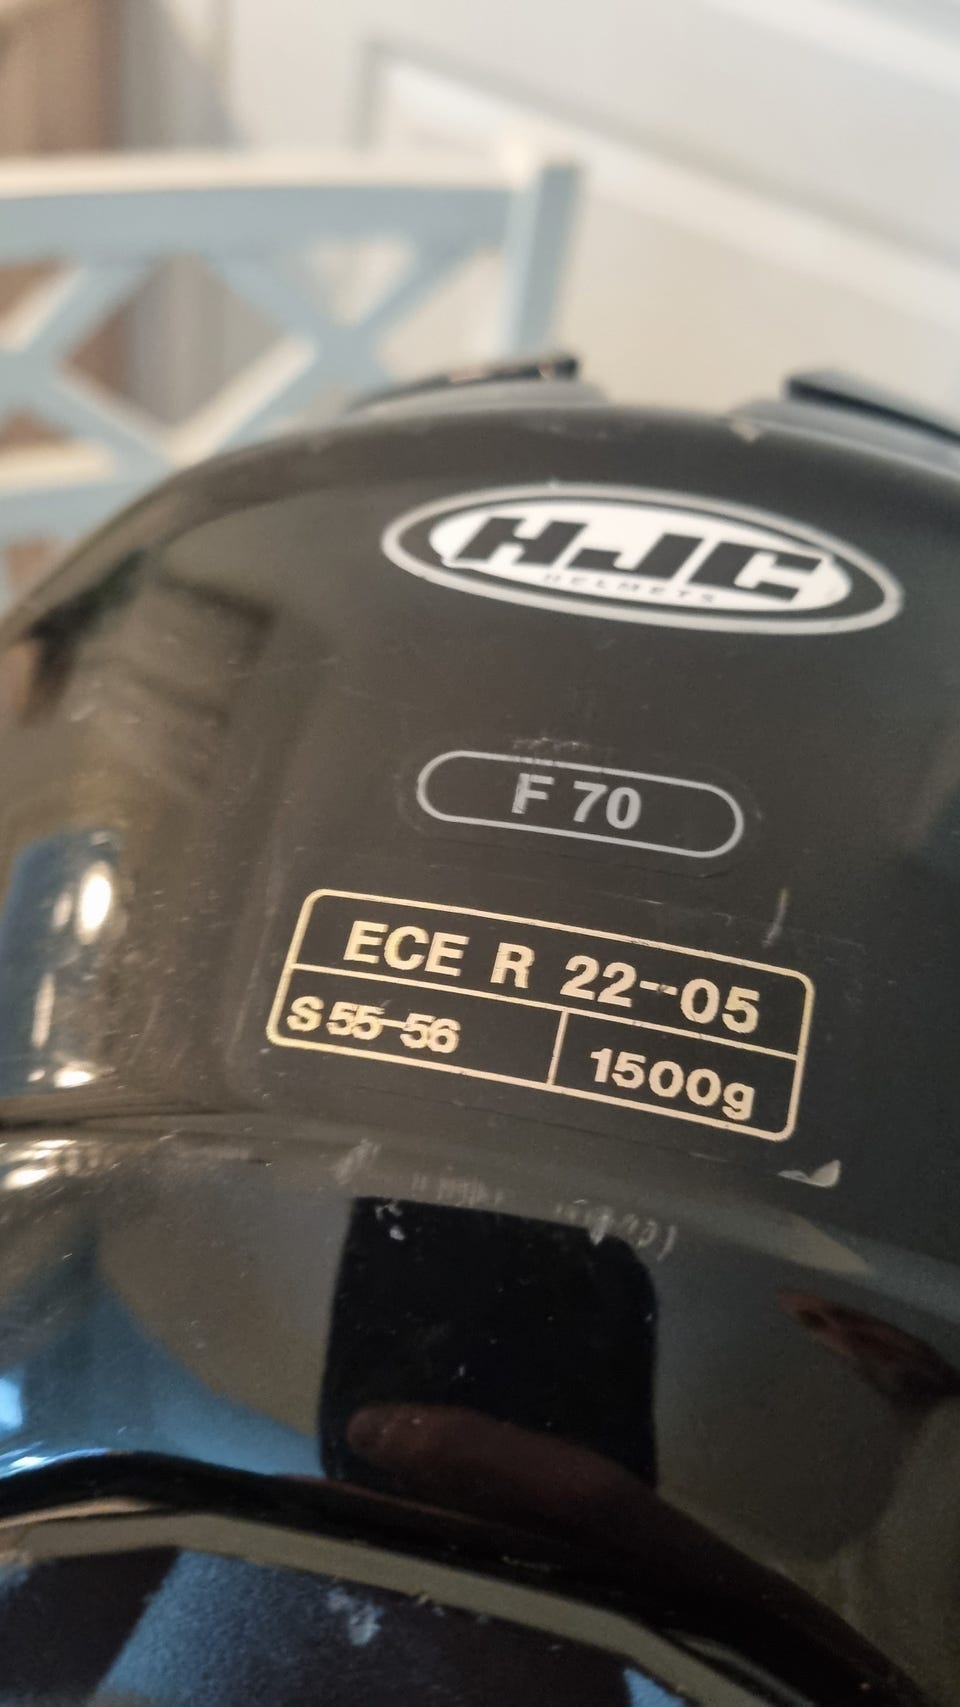 HJC
HELMETS
F 70
ECE R 22-05
S 55-56
1500g